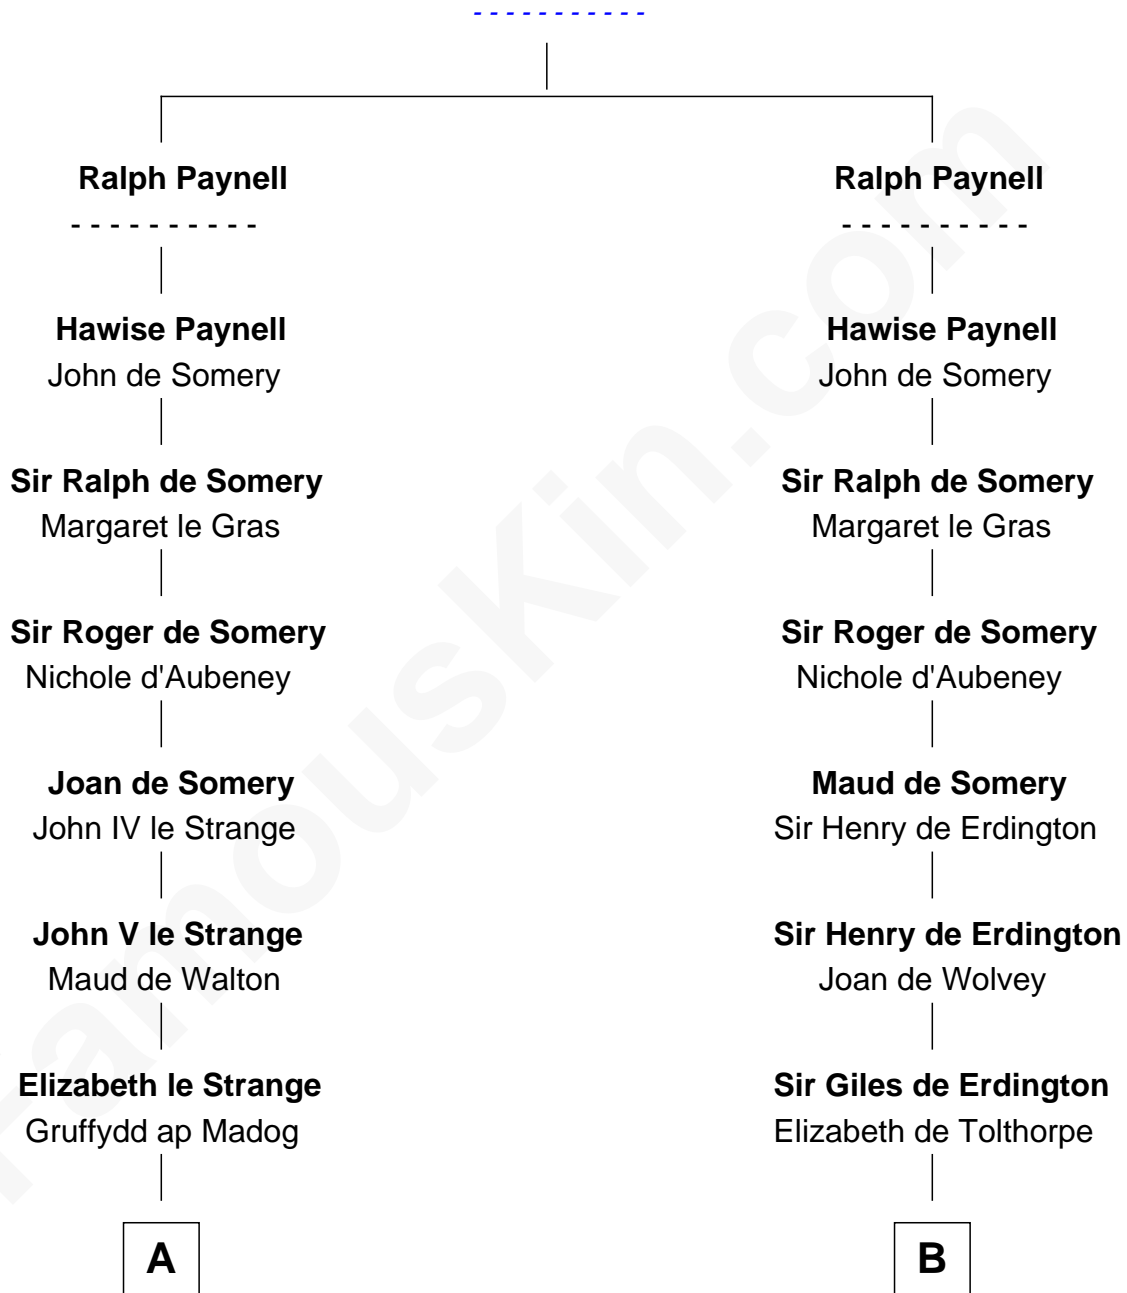 - - - - - - - - - - -
Ralph Paynell Ralph Paynell
- - - - - - - - - - - - - - - - - - - -
Hawise Paynell Hawise Paynell
John de Somery John de Somery
Sir Ralph de Somery Sir Ralph de Somery
Margaret le Gras Margaret le Gras
Sir Roger de Somery Sir Roger de Somery
Nichole d'Aubeney Nichole d'Aubeney
Joan de Somery Maud de Somery
John IV le Strange Sir Henry de Erdington
John V le Strange Sir Henry de Erdington
Maud de Walton Joan de Wolvey
Elizabeth le Strange Sir Giles de Erdington
Gruffydd ap Madog Elizabeth de Tolthorpe
A B
FamousKin.com